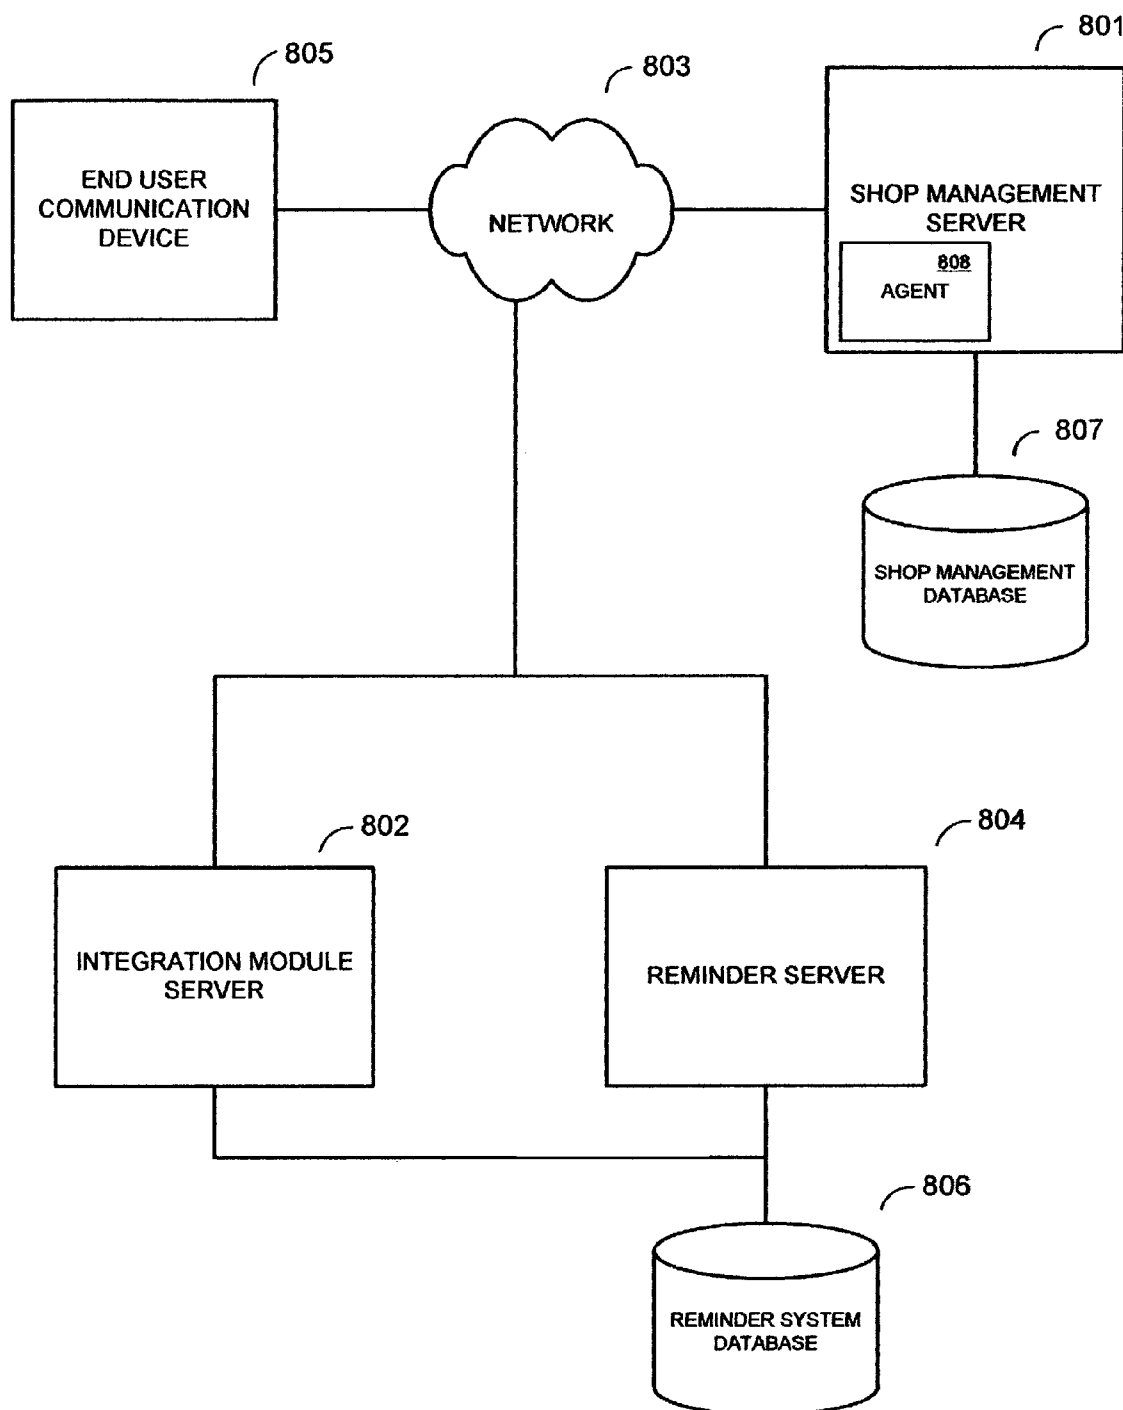 805
803
801
END USER
COMMUNICATION
DEVICE
NETWORK
SHOP MANAGEMENT
SERVER
808
AGENT
807
SHOP MANAGEMENT
DATABASE
802
804
INTEGRATION MODULE
SERVER
REMINDER SERVER
806
REMINDER SYSTEM
DATABASE